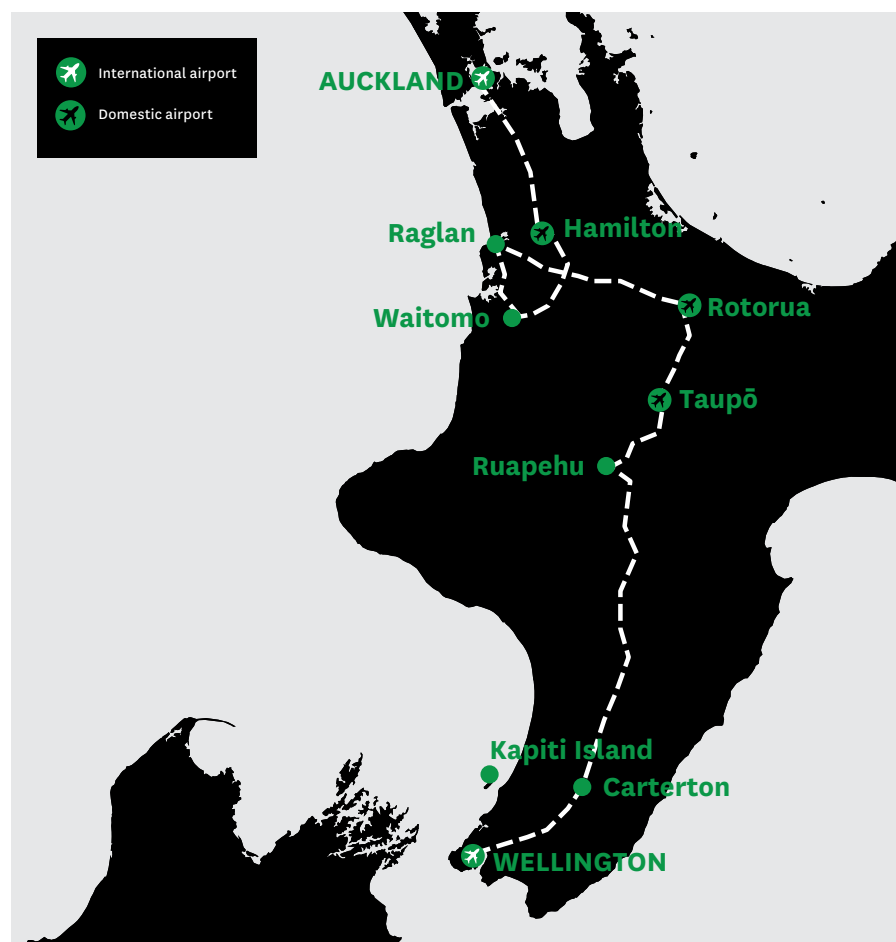 International airport
Domestic airport
AUCKLAND
Hamilton
Raglan
Rotorua
Waitomo
Taupō
Ruapehu
Kapiti Island
Carterton
WELLINGTON